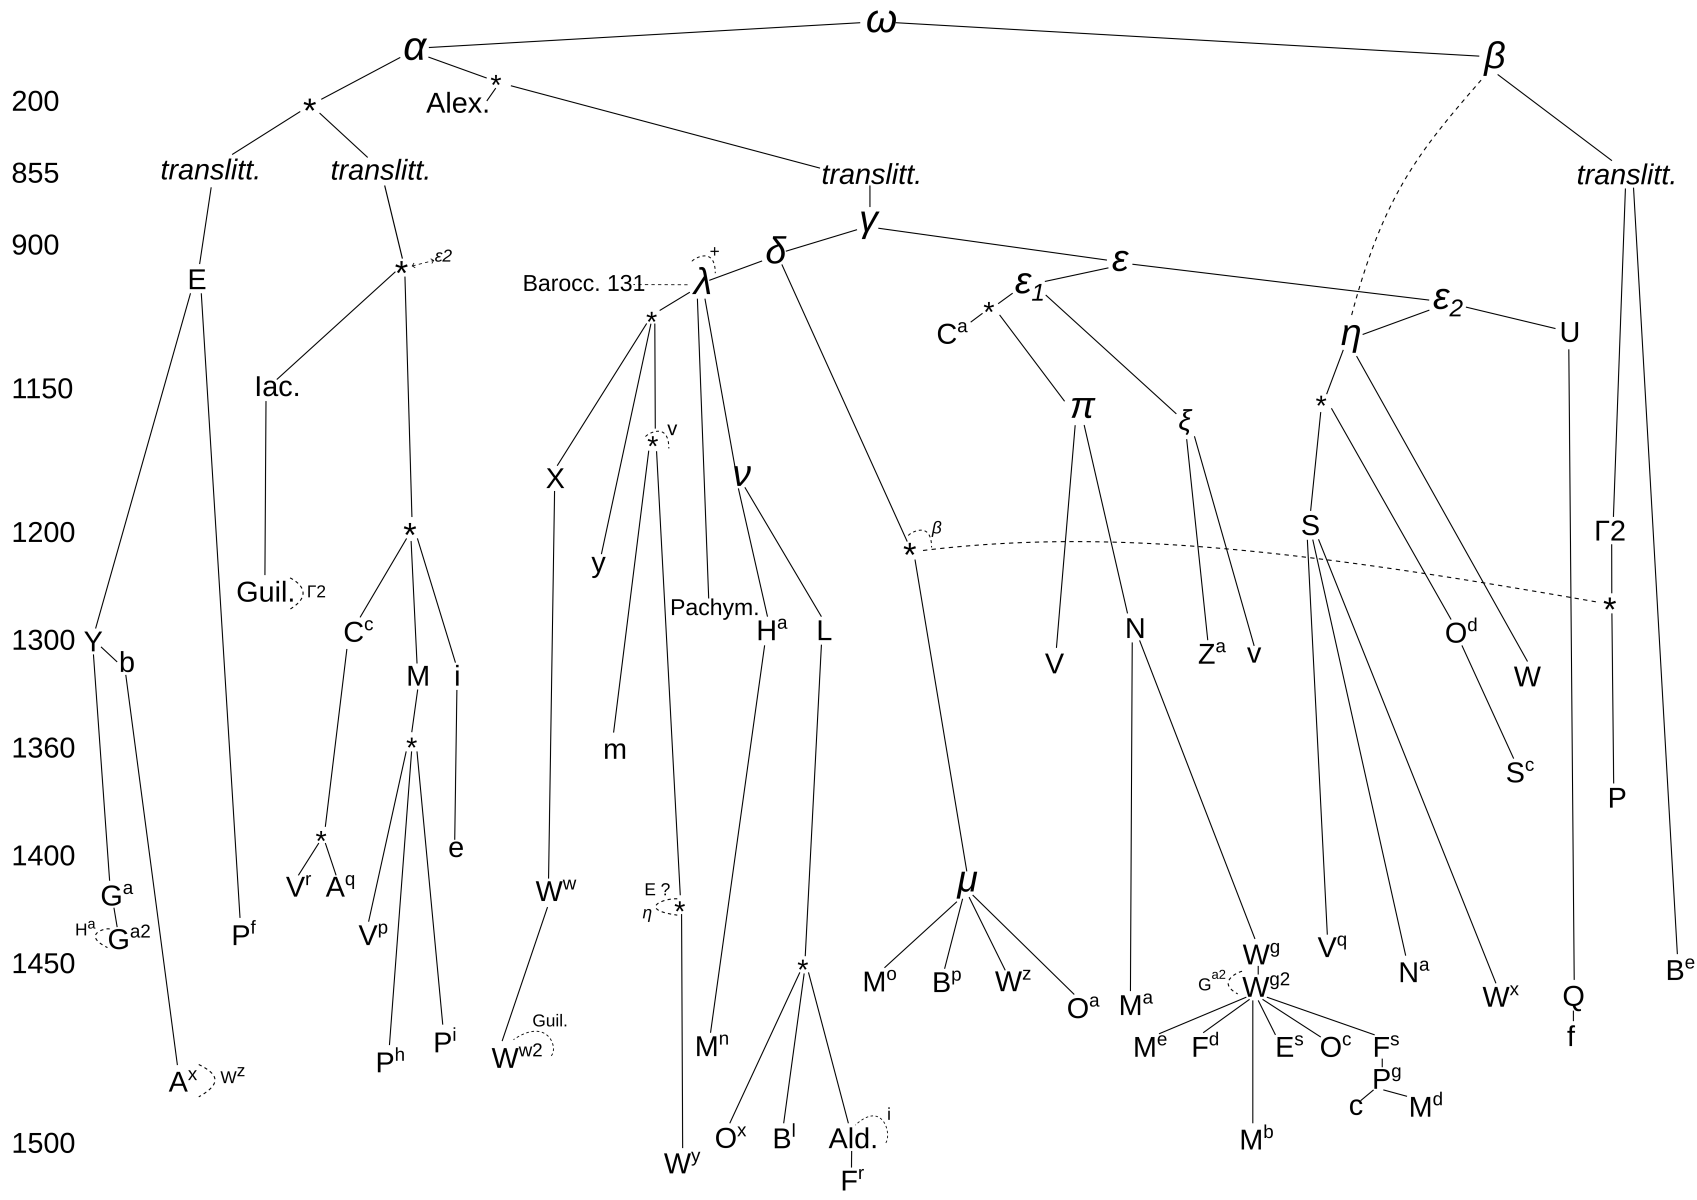 ω
α
β
*
200
*
Alex.
855
translitt.
translitt.
translitt.
translitt.
γ
900
δ
ε
+
ε2
*
E
Barocc. 131
λ
ε1
ε2
*
*
Cᵃ
η
U
1150
Iac.
π
*
ξ
v
*
X
ν
1200
*
β
*
S
Γ2
y
Guil.
Γ2
Pachym.
*
1300
Y
Cᶜ
Hᵃ
L
N
Oᵈ
b
V
Zᵃ
v
M
i
W
1360
*
m
Sᶜ
P
1400
*
e
Vʳ
A^q
Wʷ
E ?
μ
Gᵃ
η
*
Hᵃ
Gᵃ²
Pᶠ
Vᵖ
V^q
1450
*
Wᵍ
Nᵃ
Bᵉ
Mᵒ
Bᵖ
Wᶻ
Gᵃ²
Wᵍ²
Wˣ
Q
Oᵃ
Mᵃ
Guil.
f
Pʰ
Pⁱ
Wʷ²
Mⁿ
Mᵉ
Fᵈ
Eˢ
Oᶜ
Fˢ
Aˣ
Wᶻ
Pᵍ
c
Mᵈ
i
1500
Oˣ
Bˡ
Ald.
Mᵇ
Wʸ
Fʳ